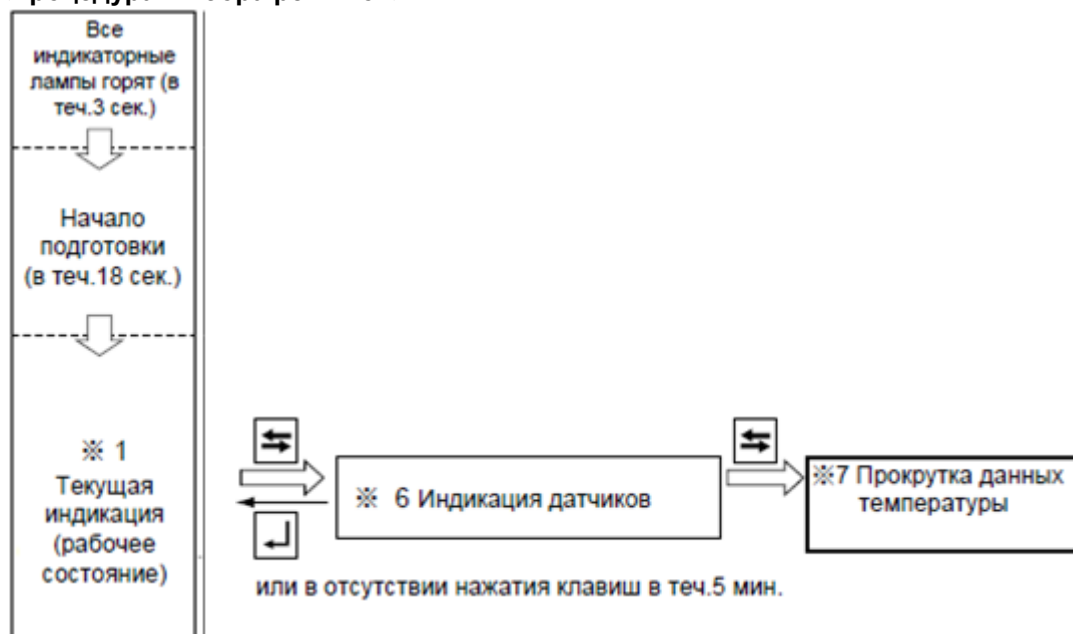 Все
индикаторные
лампы горят (в
теч.3 сек.)
Начало
подготовки
(в теч.18 сек.)
※ 1
Текущая
индикация
(рабочее
состояние)
※ 6 Индикация датчиков
※7 Прокрутка данных
температуры
или в отсутствии нажатия клавиш в теч.5 мин.